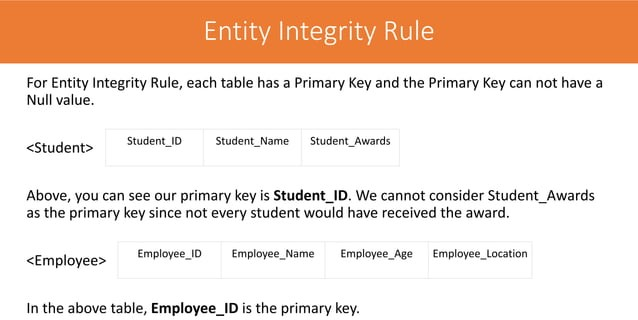 Entity Integrity Rule
For Entity Integrity Rule, each table has a Primary Key and the Primary Key can not have a
Null value.
<Student> Student_ID Student_Name Student_Awards
Above, you can see our primary key is Student_ID. We cannot consider Student_Awards
as the primary key since not every student would have received the award.
<Employee> Employee_ID Employee_Name Employee_Age Employee_Location
In the above table, Employee_ID is the primary key.